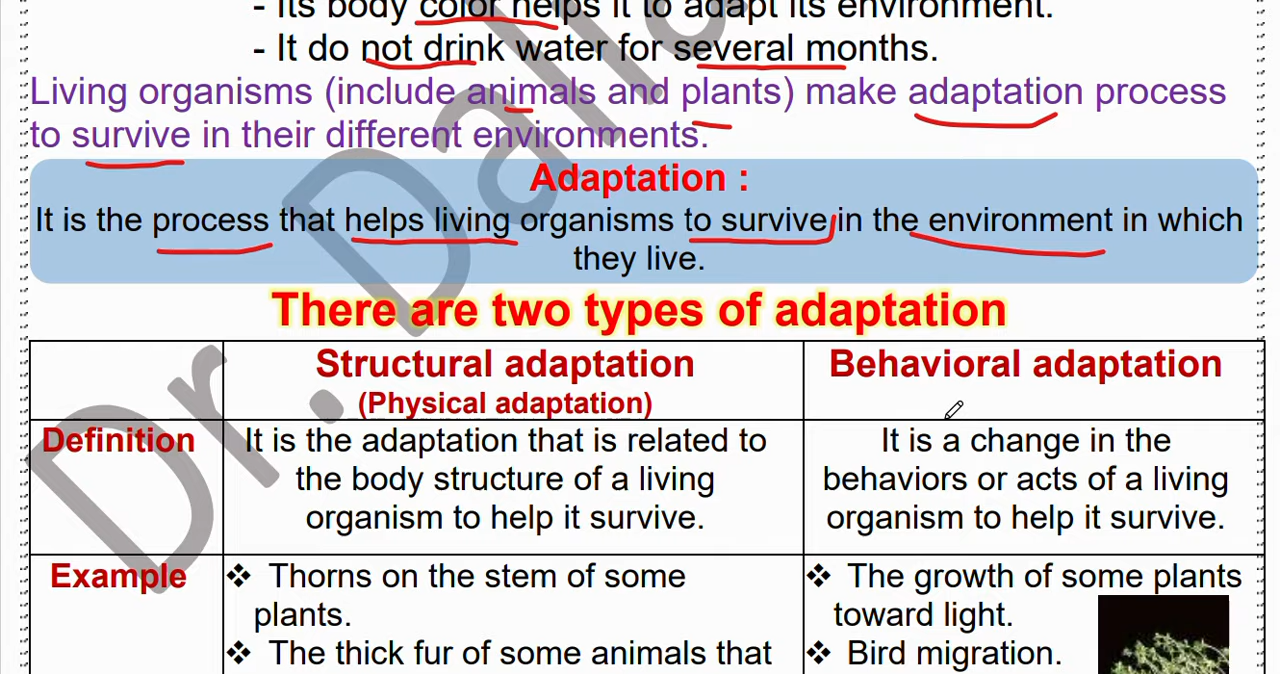 - Its body color helps it to adapt its environment.
- It do not drink water for several months.
Living organisms (include animals and plants) make adaptation process
to survive in their different environments.
Adaptation :
It is the process that helps living organisms to survive in the environment in which
they live.
There are two types of adaptation
Structural adaptation
(Physical adaptation)
Behavioral adaptation
Definition
It is the adaptation that is related to
the body structure of a living
organism to help it survive.
It is a change in the
behaviors or acts of a living
organism to help it survive.
Example
❖ Thorns on the stem of some
plants.
❖ The thick fur of some animals that
❖ The growth of some plants
toward light.
❖ Bird migration.
Dr. Dalia